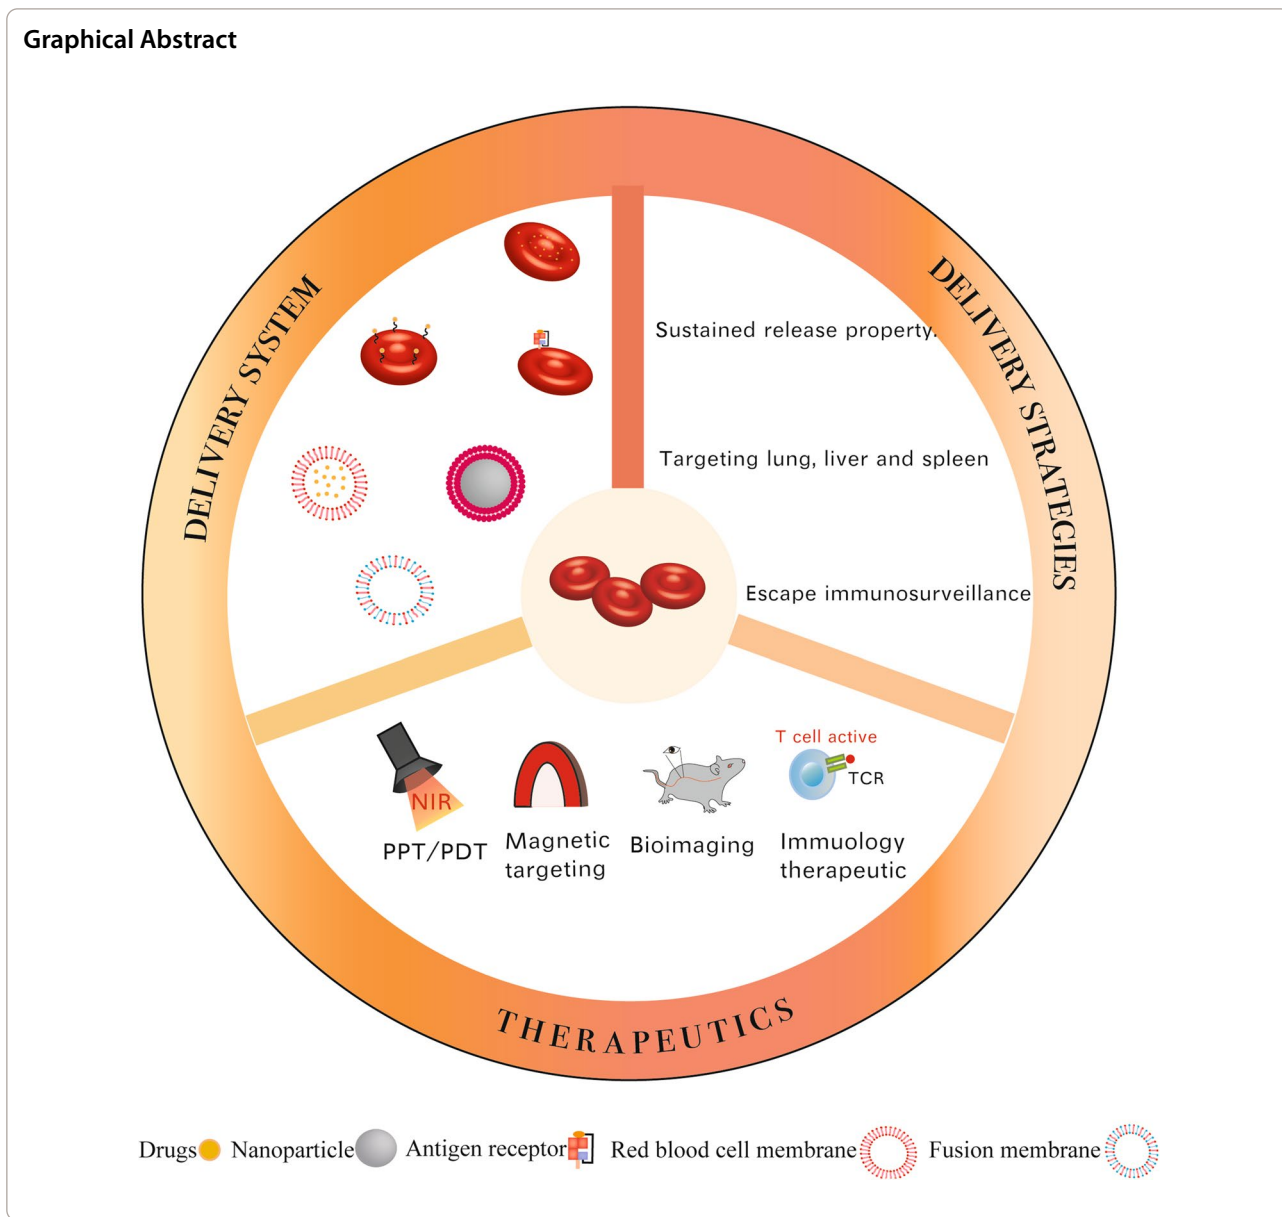 Graphical Abstract
DELIVERY SYSTEM
DELIVERY STRATEGIES
Sustained release property.
Targeting lung, liver and spleen
Escape immunosurveillance
NIR
PPT/PDT
Magnetic
targeting
Bioimaging
T cell active
TCR
Immuology
therapeutic
THERAPEUTICS
Drugs Nanoparticle Antigen receptor Red blood cell membrane Fusion membrane